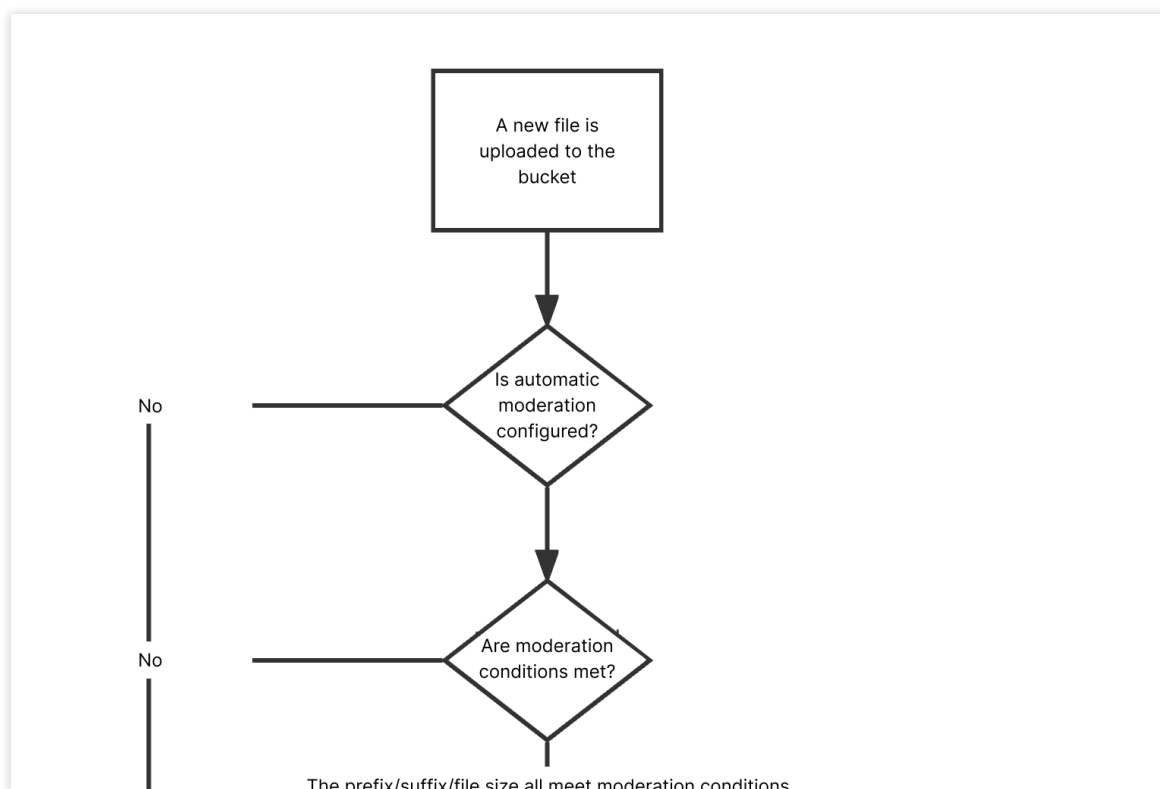 A new file is
uploaded to the
bucket
Is automatic
moderation
configured?
No
Are moderation
conditions met?
No
The prefix/suffix/file size all meet moderation conditions